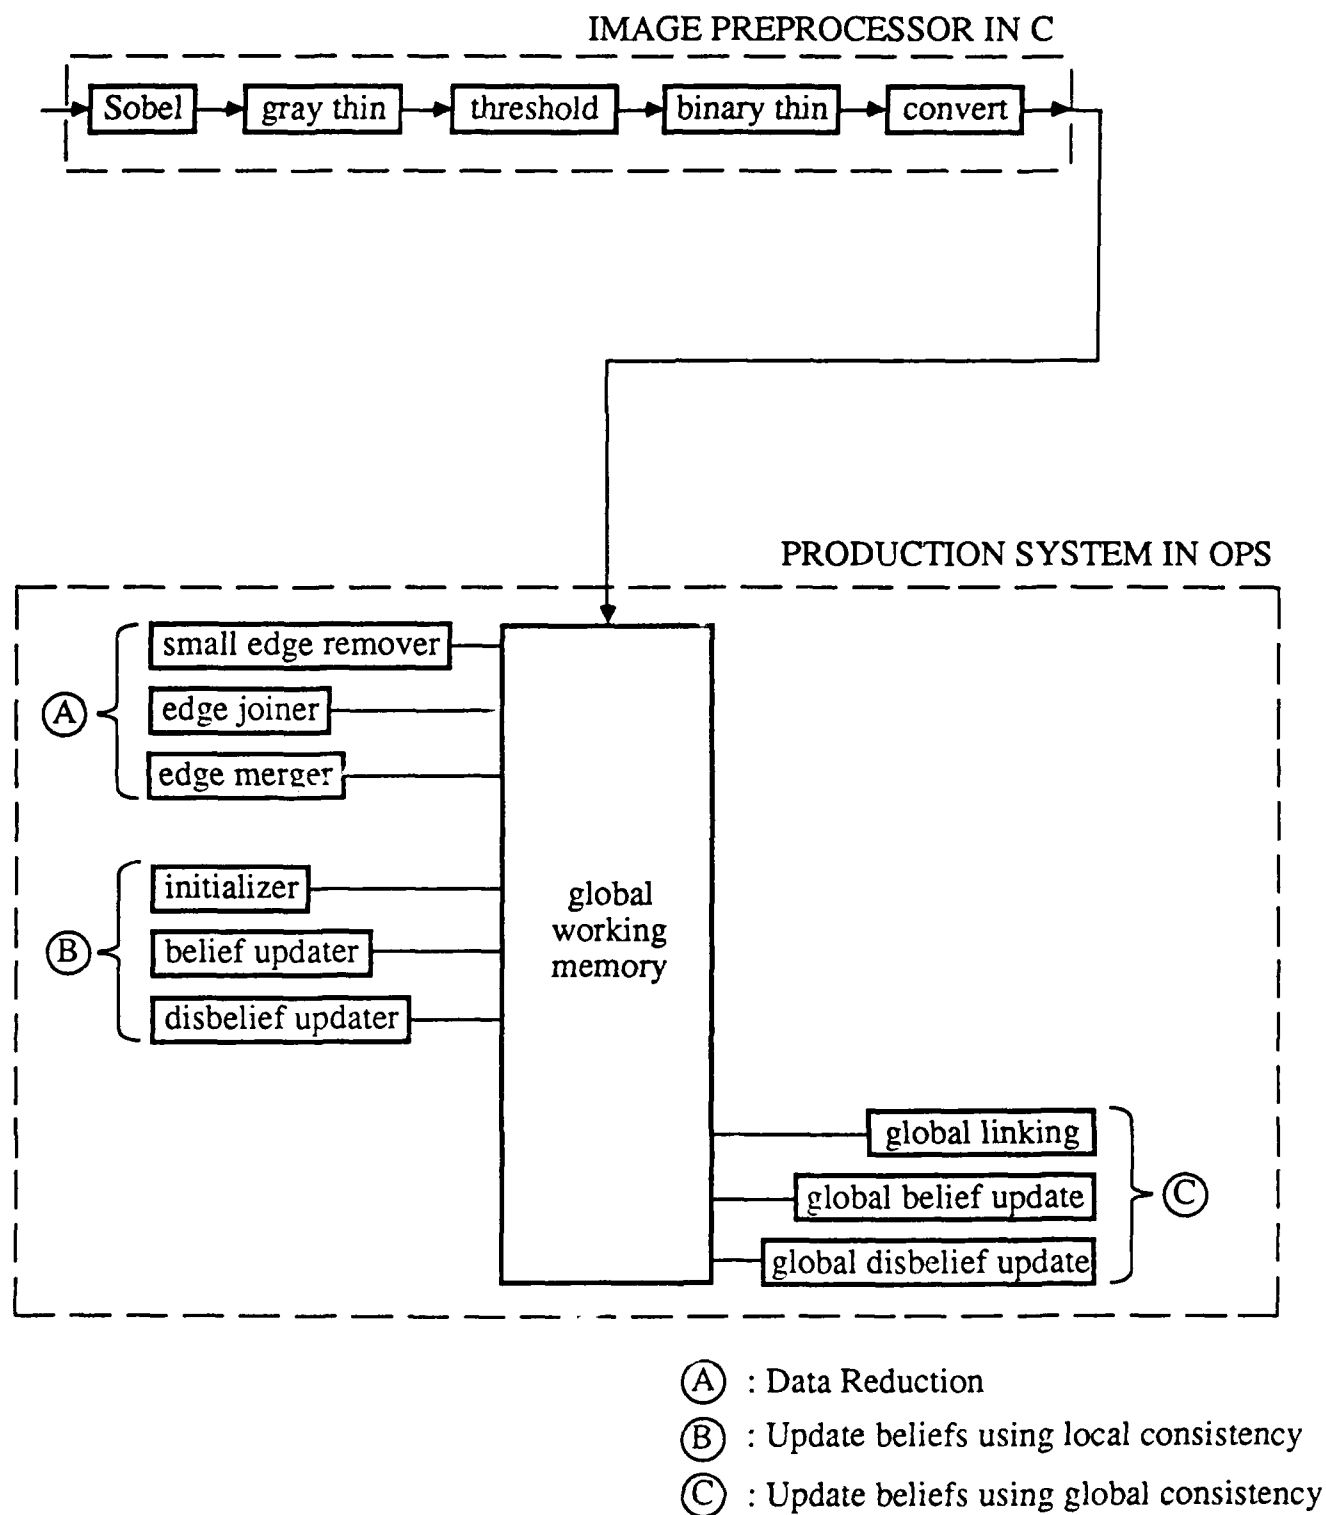 IMAGE PREPROCESSOR IN C
Sobel
gray thin
threshold
binary thin
convert
PRODUCTION SYSTEM IN OPS
small edge remover
edge joiner
edge merger
A
initializer
belief updater
disbelief updater
B
global
working
memory
global linking
global belief update
global disbelief update
C
A : Data Reduction
B : Update beliefs using local consistency
C : Update beliefs using global consistency